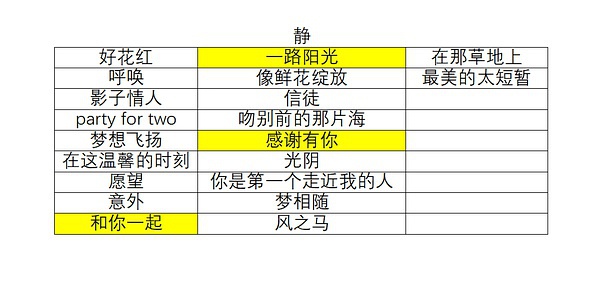 静
好花红 一路阳光 在那草地上
呼唤 像鲜花绽放 最美的太短暂
影子情人 信徒
party for two 吻别前的那片海
梦想飞扬 感谢有你
在这温馨的时刻 光阴
愿望 你是第一个走近我的人
意外 梦相随
和你一起 风之马